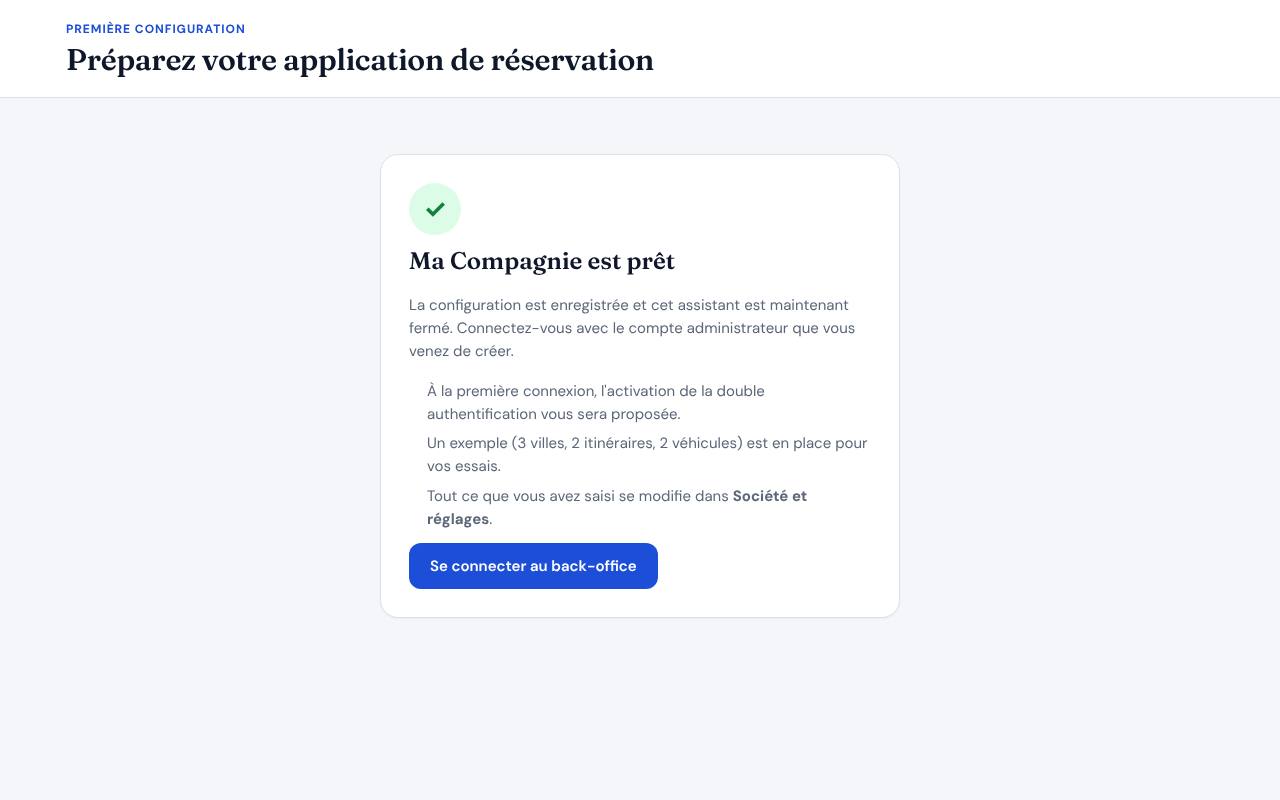 PREMIÈRE CONFIGURATION
Préparez votre application de réservation
Ma Compagnie est prêt
La configuration est enregistrée et cet assistant est maintenant
fermé. Connectez-vous avec le compte administrateur que vous
venez de créer.
À la première connexion, l'activation de la double
authentification vous sera proposée.
Un exemple (3 villes, 2 itinéraires, 2 véhicules) est en place pour
vos essais.
Tout ce que vous avez saisi se modifie dans Société et
réglages.
Se connecter au back-office